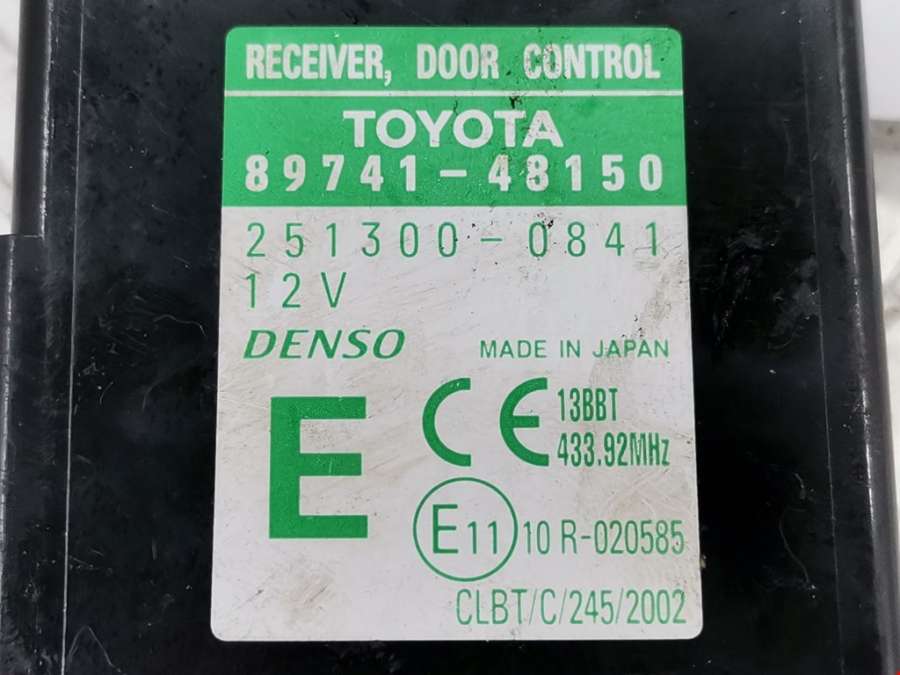 RECEIVER, DOOR CONTROL
TOYOTA
89741-48150
251300-0841
12V
DENSO MADE IN JAPAN
E CE 13BBT
433.92MHz
E11 10 R-020585
CLBT/C/245/2002